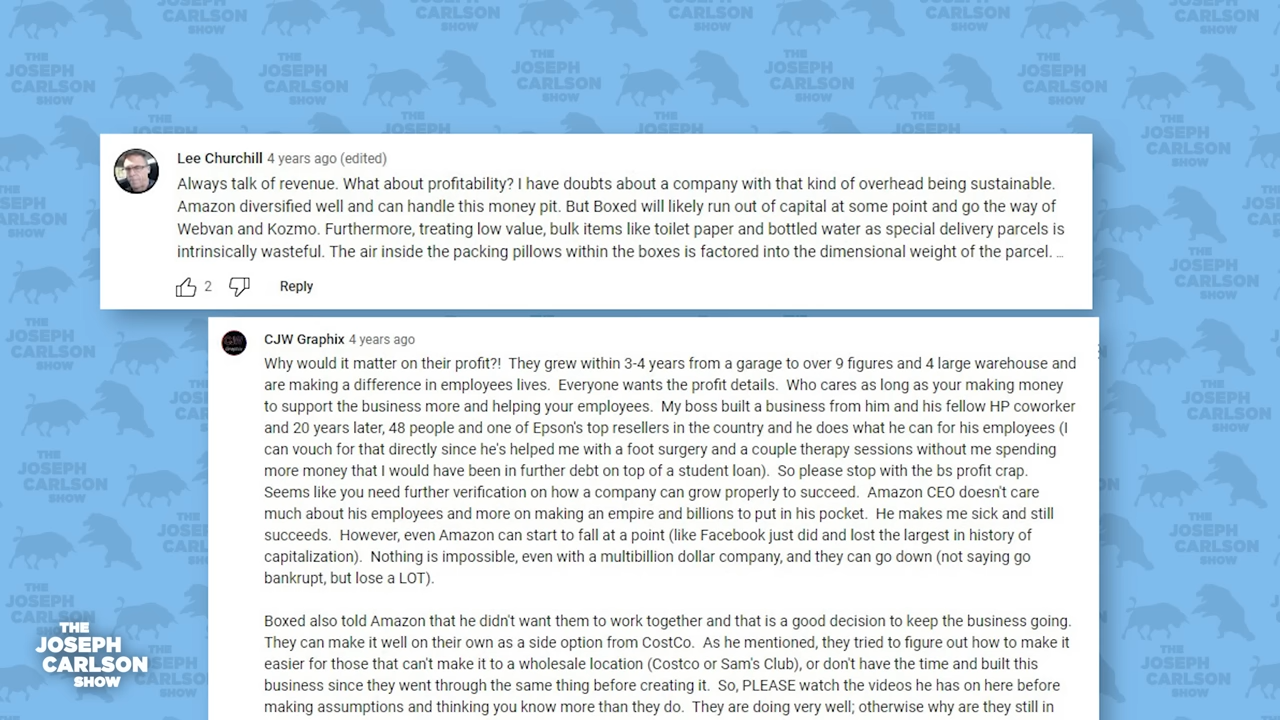 Lee Churchill 4 years ago (edited)
Always talk of revenue. What about profitability? I have doubts about a company with that kind of overhead being sustainable.
Amazon diversified well and can handle this money pit. But Boxed will likely run out of capital at some point and go the way of
Webvan and Kozmo. Furthermore, treating low value, bulk items like toilet paper and bottled water as special delivery parcels is
intrinsically wasteful. The air inside the packing pillows within the boxes is factored into the dimensional weight of the parcel. ...
2 Reply
CJW Graphix 4 years ago
Why would it matter on their profit?! They grew within 3-4 years from a garage to over 9 figures and 4 large warehouse and
are making a difference in employees lives. Everyone wants the profit details. Who cares as long as your making money
to support the business more and helping your employees. My boss built a business from him and his fellow HP coworker
and 20 years later, 48 people and one of Epson's top resellers in the country and he does what he can for his employees (I
can vouch for that directly since he's helped me with a foot surgery and a couple therapy sessions without me spending
more money that I would have been in further debt on top of a student loan). So please stop with the bs profit crap.
Seems like you need further verification on how a company can grow properly to succeed. Amazon CEO doesn't care
much about his employees and more on making an empire and billions to put in his pocket. He makes me sick and still
succeeds. However, even Amazon can start to fall at a point (like Facebook just did and lost the largest in history of
capitalization). Nothing is impossible, even with a multibillion dollar company, and they can go down (not saying go
bankrupt, but lose a LOT).
Boxed also told Amazon that he didn't want them to work together and that is a good decision to keep the business going.
They can make it well on their own as a side option from CostCo. As he mentioned, they tried to figure out how to make it
easier for those that can't make it to a wholesale location (Costco or Sam's Club), or don't have the time and built this
business since they went through the same thing before creating it. So, PLEASE watch the videos he has on here before
making assumptions and thinking you know more than they do. They are doing very well; otherwise why are they still in
THE
JOSEPH
CARLSON
SHOW